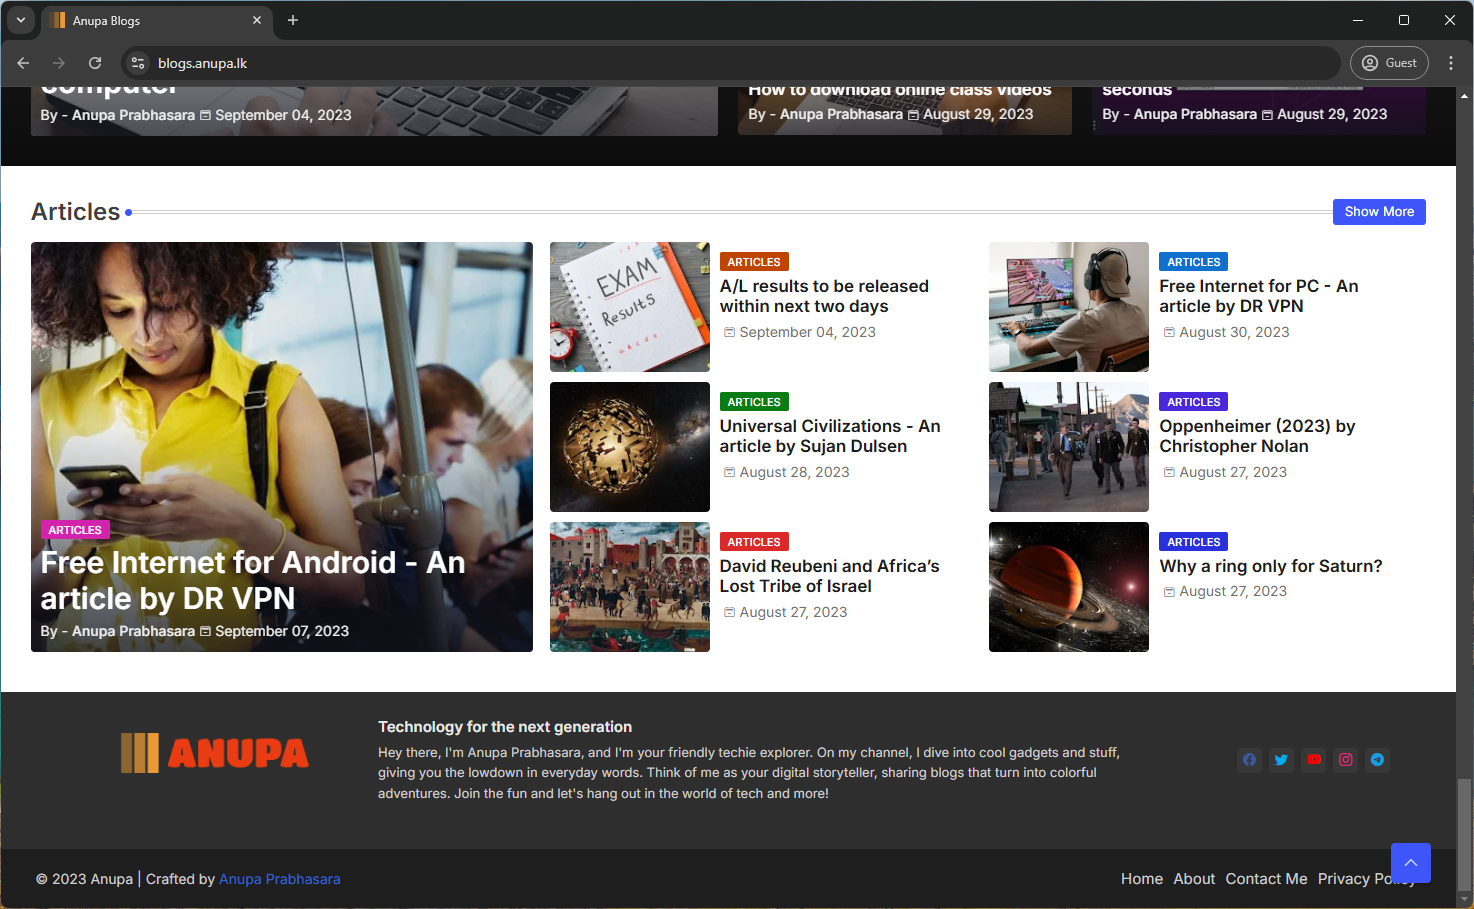 Anupa Blogs
blogs.anupa.lk
Guest
computer
By - Anupa Prabhasara September 04, 2023
How to download online class videos
By - Anupa Prabhasara August 29, 2023
seconds
By - Anupa Prabhasara August 29, 2023
Articles
Show More
ARTICLES
Free Internet for Android - An
article by DR VPN
By - Anupa Prabhasara September 07, 2023
EXAM
Results
a b c d e
ARTICLES
A/L results to be released
within next two days
September 04, 2023
ARTICLES
Free Internet for PC - An
article by DR VPN
August 30, 2023
ARTICLES
Universal Civilizations - An
article by Sujan Dulsen
August 28, 2023
ARTICLES
Oppenheimer (2023) by
Christopher Nolan
August 27, 2023
ARTICLES
David Reubeni and Africa’s
Lost Tribe of Israel
August 27, 2023
ARTICLES
Why a ring only for Saturn?
August 27, 2023
ANUPA
Technology for the next generation
Hey there, I'm Anupa Prabhasara, and I'm your friendly techie explorer. On my channel, I dive into cool gadgets and stuff,
giving you the lowdown in everyday words. Think of me as your digital storyteller, sharing blogs that turn into colorful
adventures. Join the fun and let's hang out in the world of tech and more!
© 2023 Anupa | Crafted by Anupa Prabhasara
Home About Contact Me Privacy Policy